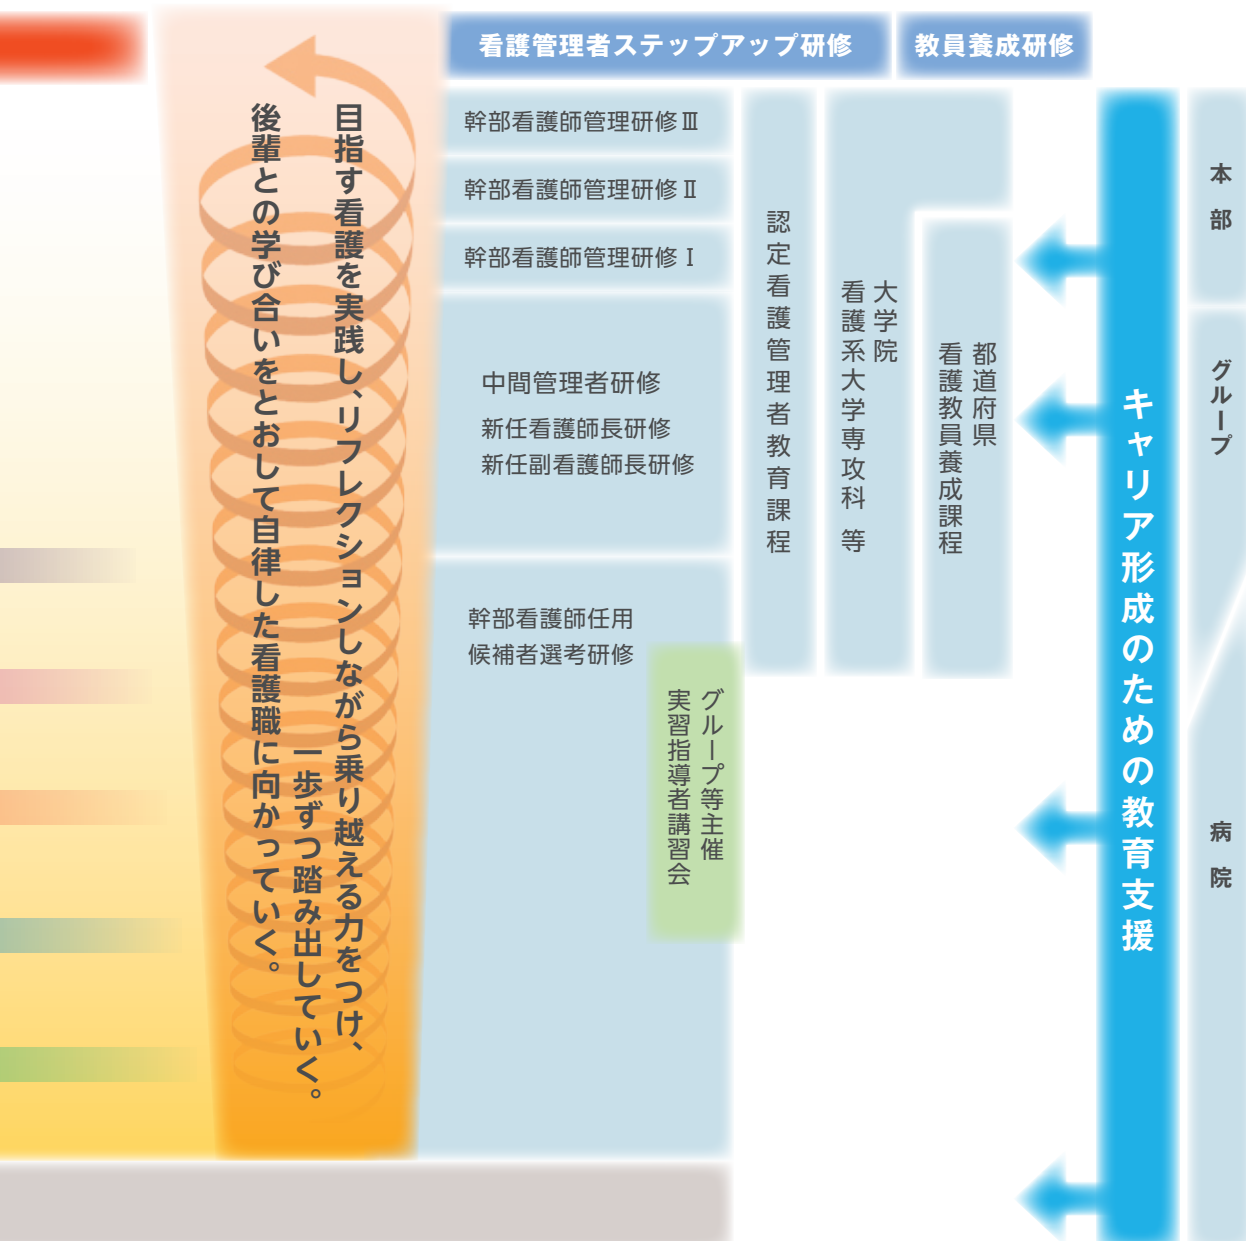 看護管理者ステップアップ研修
教員養成研修
目指す看護を実践し、リフレクションしながら乗り越える力をつけ、
一歩ずつ踏み出していく。
後輩との学び合いをとおして自律した看護職に向かっていく。
幹部看護師管理研修Ⅲ
幹部看護師管理研修Ⅱ
幹部看護師管理研修Ⅰ
中間管理者研修
新任看護師長研修
新任副看護師長研修
幹部看護師任用
候補者選考研修
グループ等主催
実習指導者講習会
認定看護管理者教育課程
大学院
看護系大学専攻科 等
都道府県
看護教員養成課程
キャリア形成のための教育支援
本部
グループ
病院